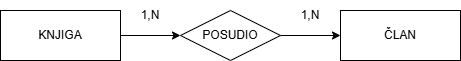 1,N 1,N
KNJIGA POSUDIO ČLAN